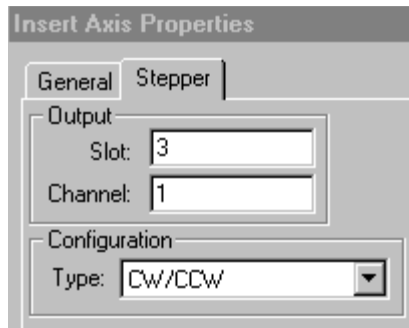 Insert Axis Properties
General Stepper
Output
Slot: 3
Channel: 1
Configuration
Type: CW/CCW